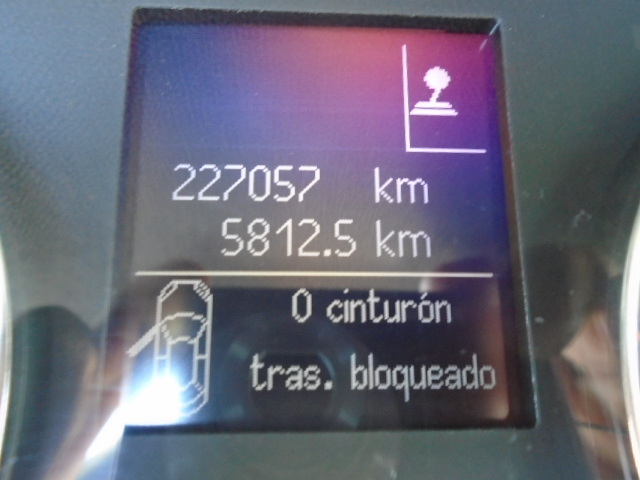 227057 km
5812.5 km
0 cinturón
tras. bloqueado